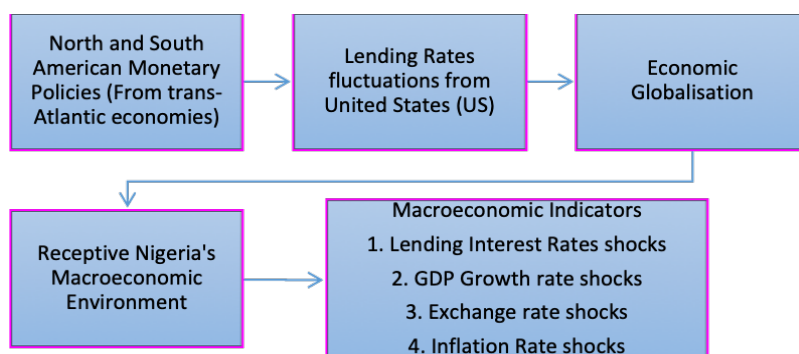 North and South
American Monetary
Policies (From trans-
Atlantic economies)
Lending Rates
fluctuations from
United States (US)
Economic
Globalisation
Receptive Nigeria's
Macroeconomic
Environment
Macroeconomic Indicators
1. Lending Interest Rates shocks
2. GDP Growth rate shocks
3. Exchange rate shocks
4. Inflation Rate shocks